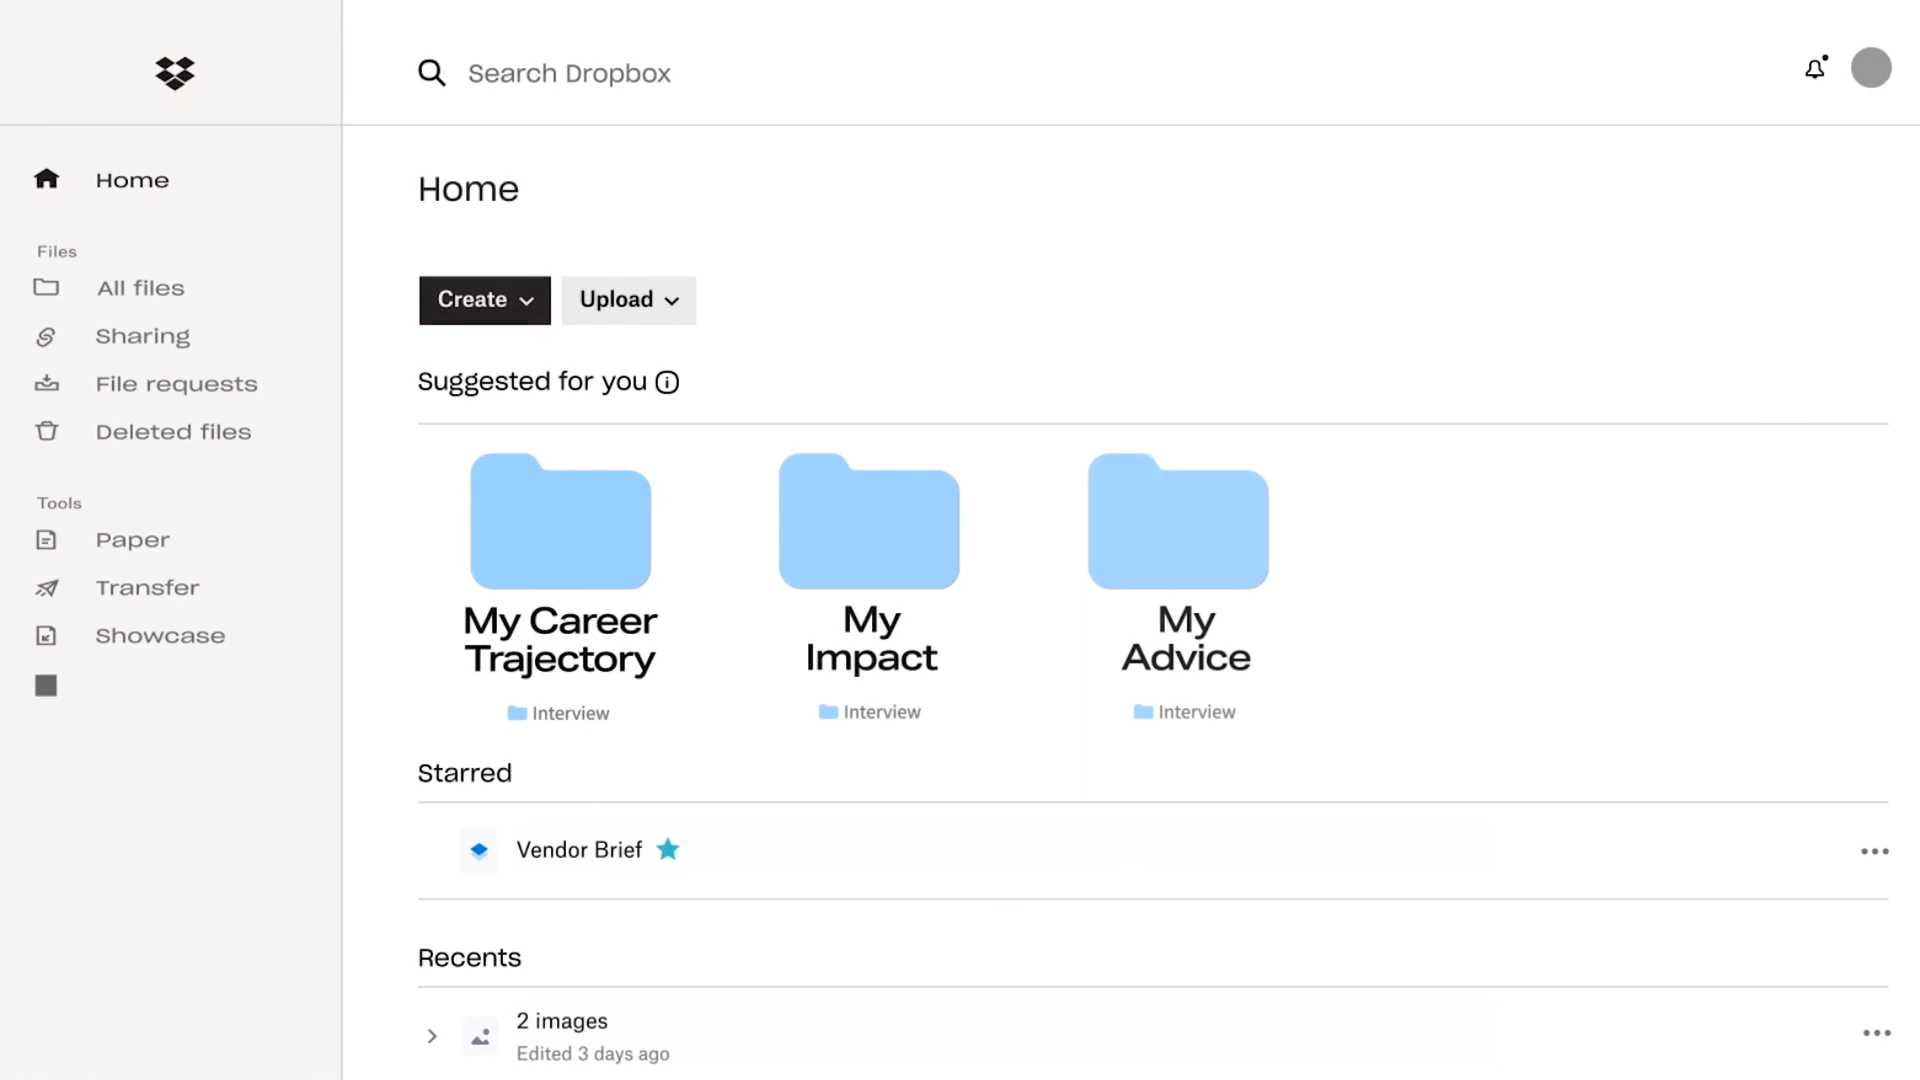 Search Dropbox
Home
Files
All files
Sharing
File requests
Deleted files
Tools
Paper
Transfer
Showcase
Home
Create
Upload
Suggested for you
My Career
Trajectory
Interview
My
Impact
Interview
My
Advice
Interview
Starred
Vendor Brief
Recents
2 images
Edited 3 days ago